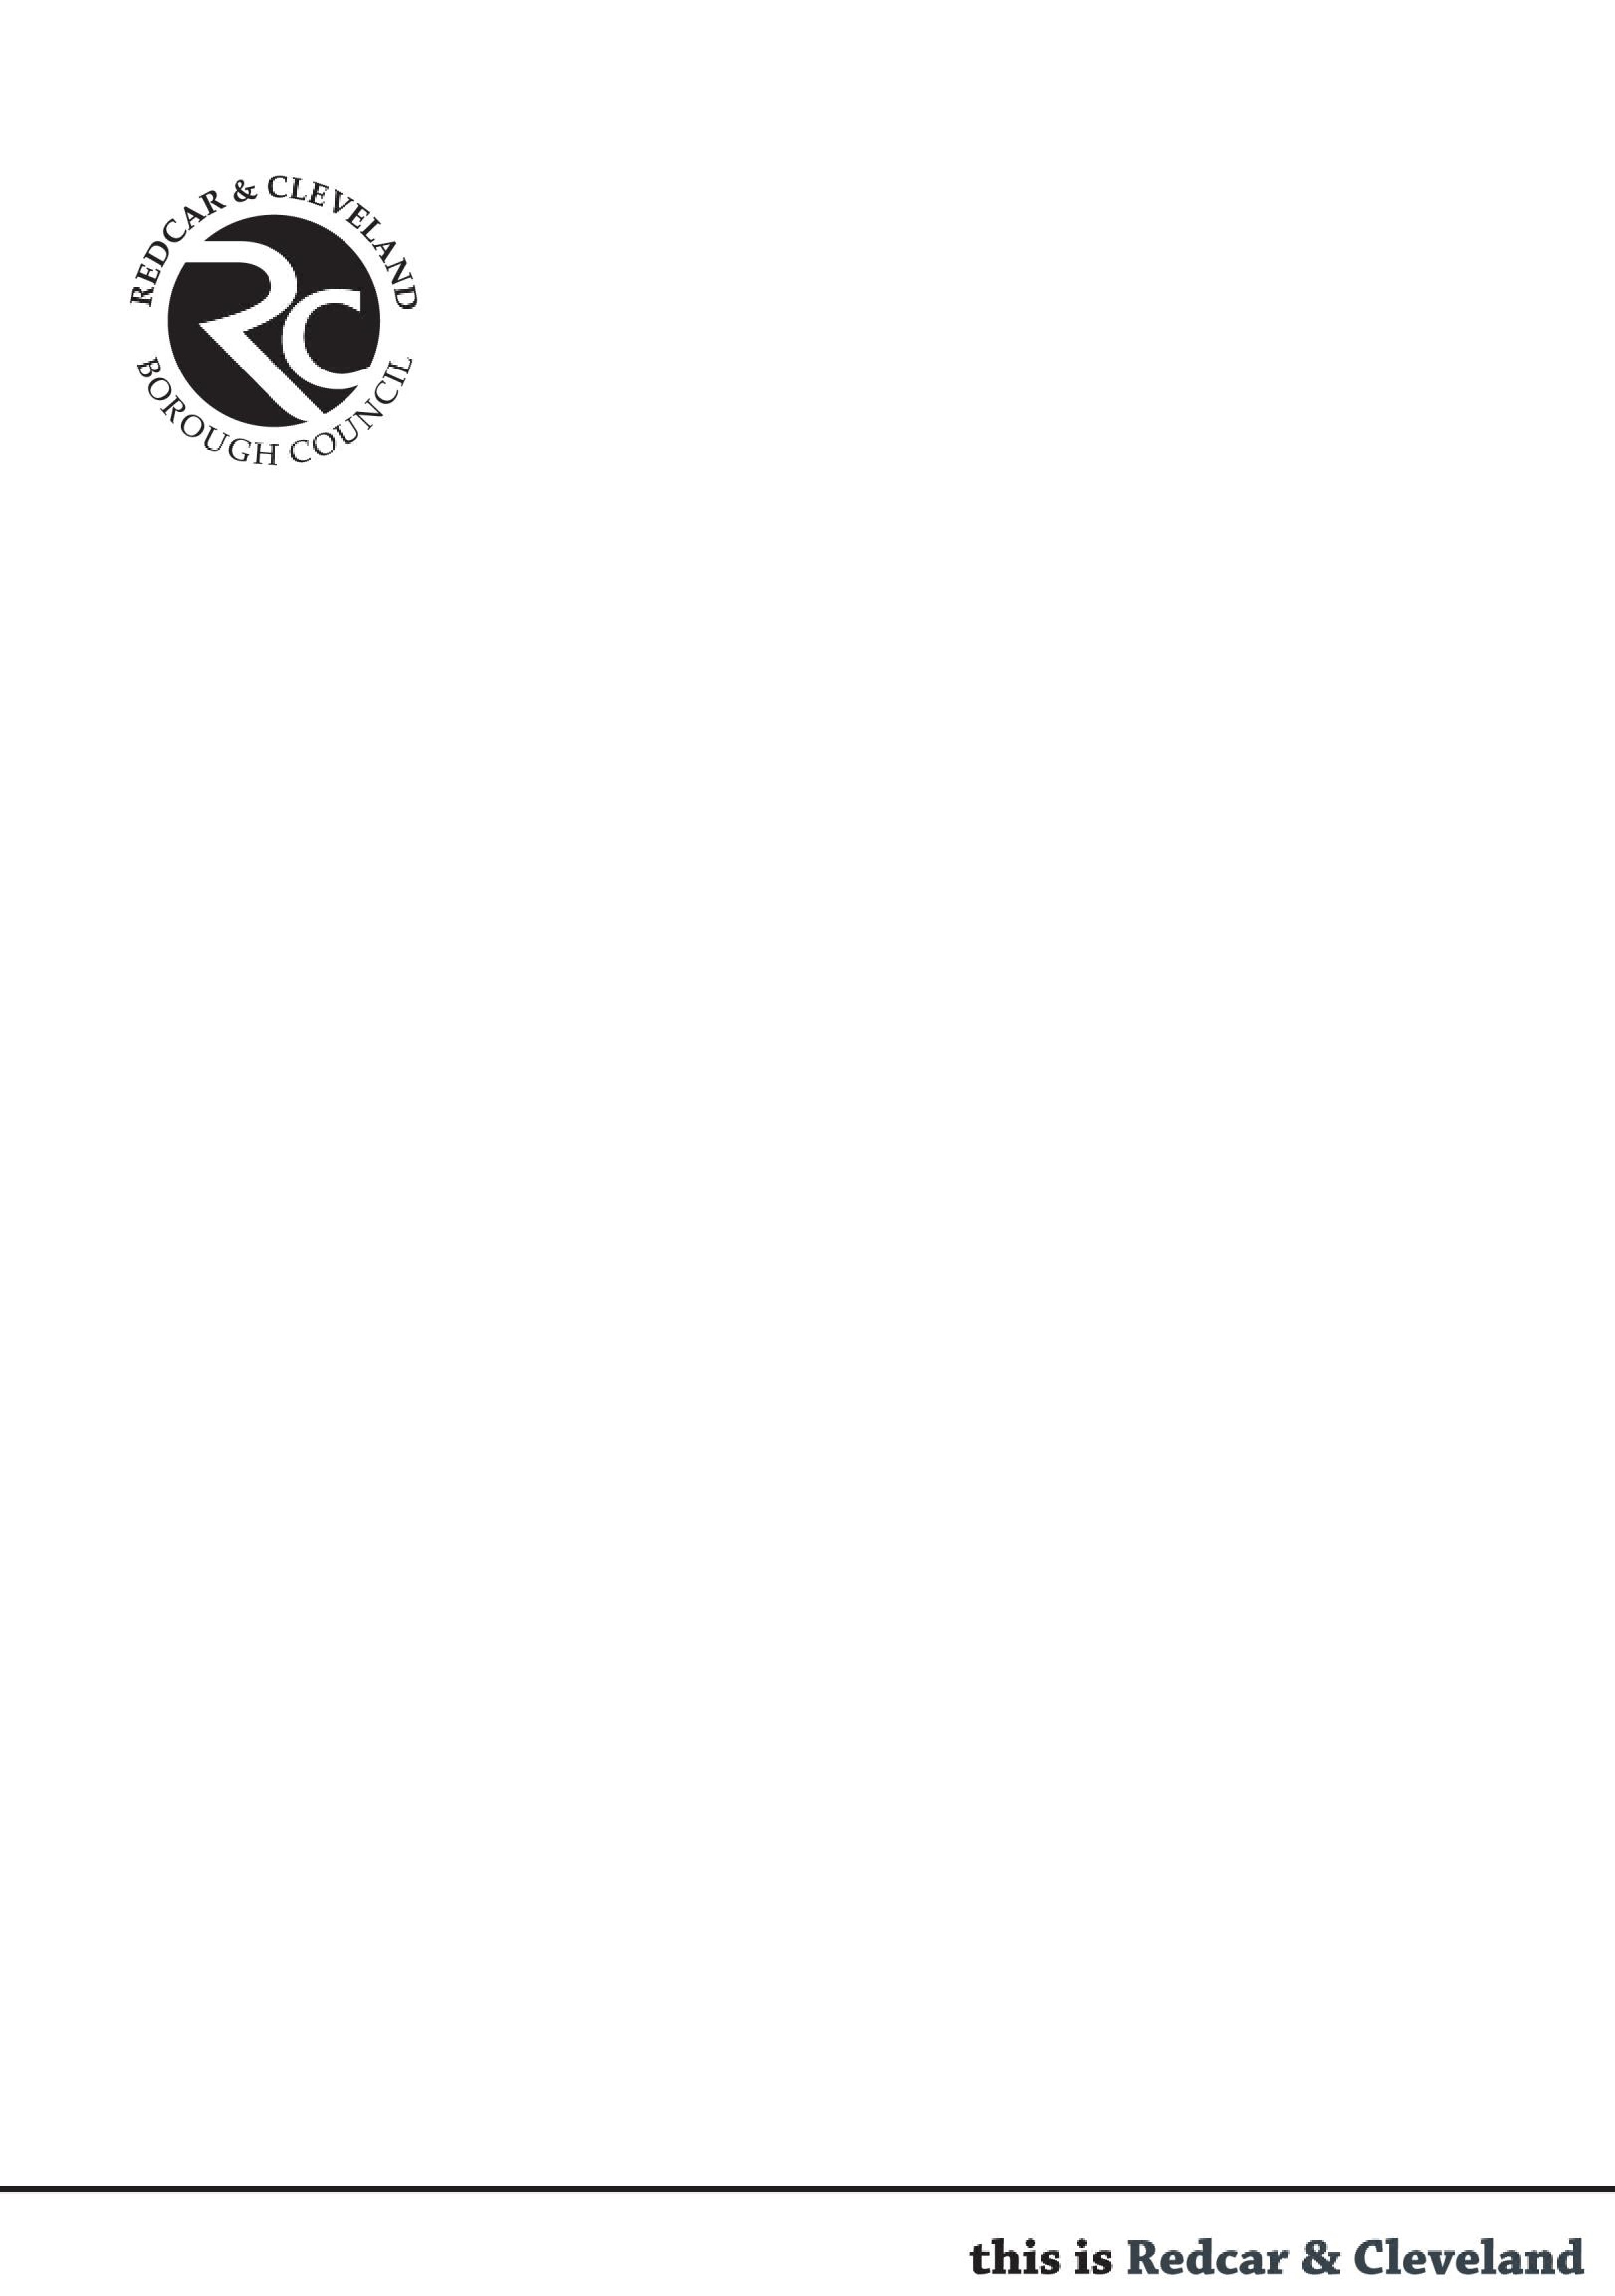 REDCAR & CLEVELAND
RC
BOROUGH COUNCIL
this is Redcar & Cleveland